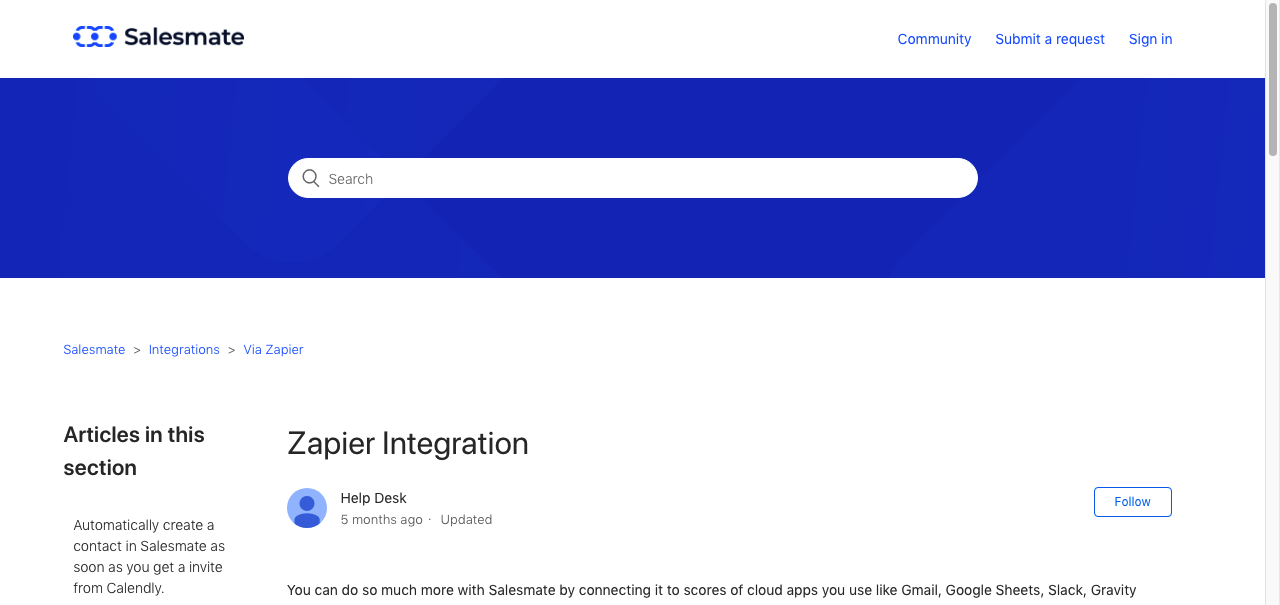 Salesmate
Community Submit a request Sign in
Search
Salesmate > Integrations > Via Zapier
Articles in this
section
Automatically create a
contact in Salesmate as
soon as you get a invite
from Calendly.
Zapier Integration
Help Desk
5 months ago · Updated
Follow
You can do so much more with Salesmate by connecting it to scores of cloud apps you use like Gmail, Google Sheets, Slack, Gravity